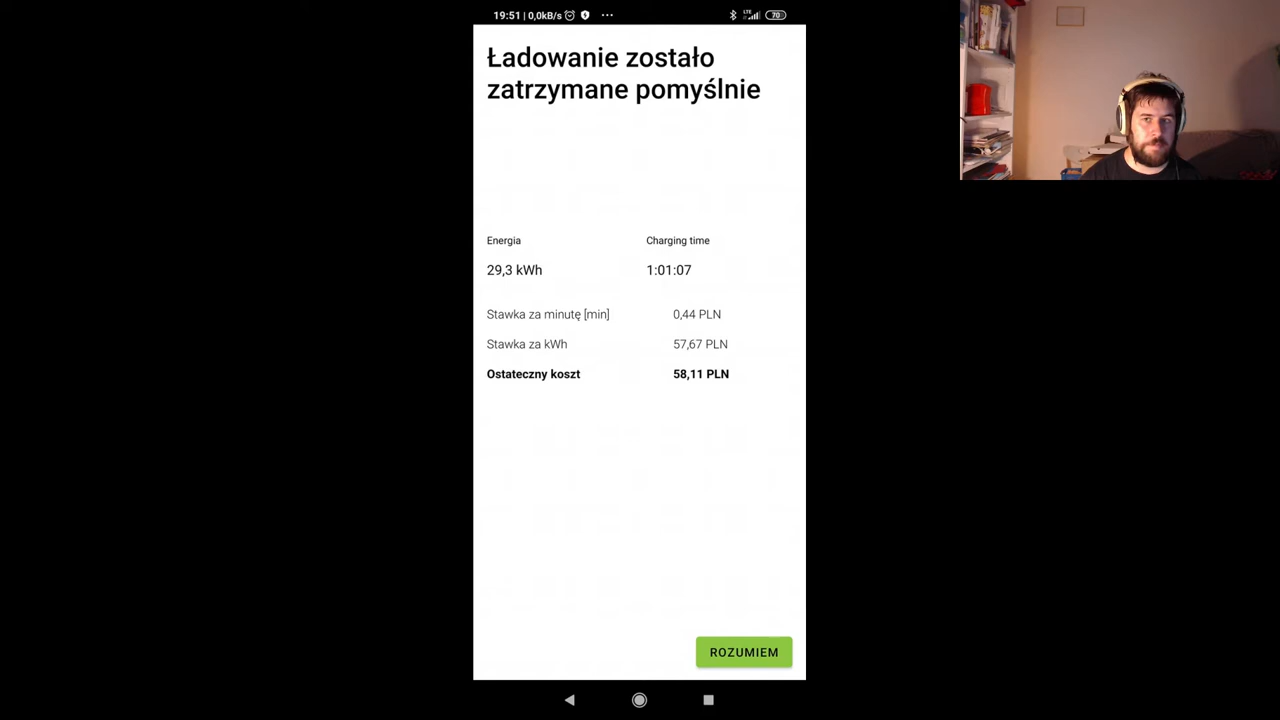 19:51 | 0,0kB/s ...
LTE 70
Ładowanie zostało
zatrzymane pomyślnie
Energia Charging time
29,3 kWh 1:01:07
Stawka za minutę [min] 0,44 PLN
Stawka za kWh 57,67 PLN
Ostateczny koszt 58,11 PLN
ROZUMIEM